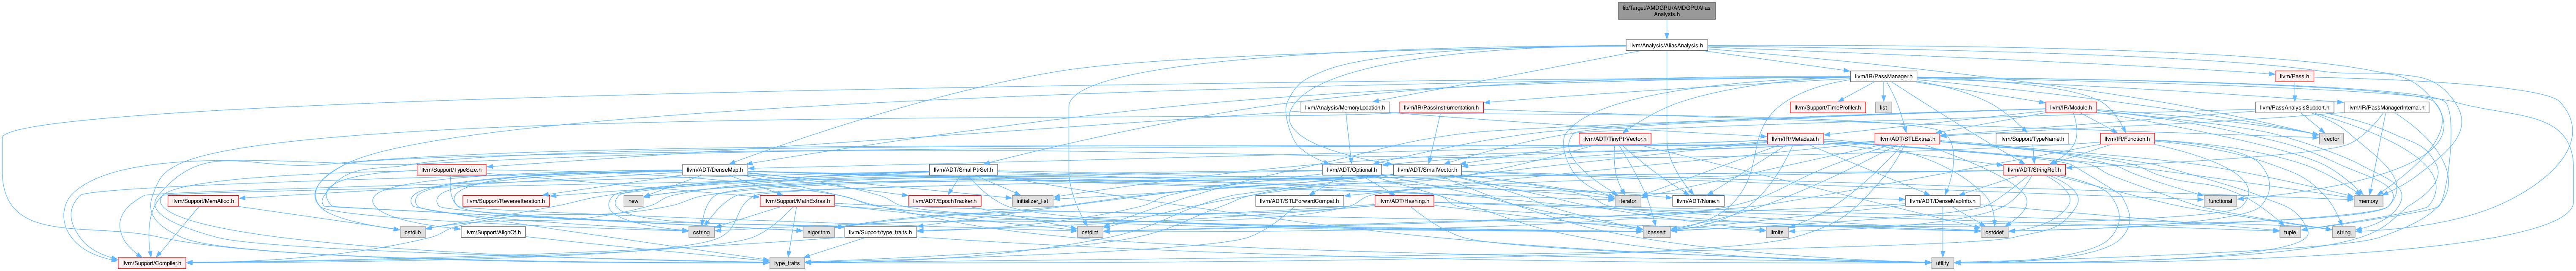 lib/Target/AMDGPU/AMDGPUAlias
Analysis.h
llvm/Analysis/AliasAnalysis.h
llvm/IR/PassManager.h
llvm/Pass.h
llvm/Analysis/MemoryLocation.h
llvm/IR/PassInstrumentation.h
llvm/Support/TimeProfiler.h
list
llvm/IR/Module.h
llvm/PassAnalysisSupport.h
llvm/IR/PassManagerInternal.h
llvm/ADT/TinyPtrVector.h
llvm/IR/Metadata.h
llvm/ADT/STLExtras.h
llvm/Support/TypeName.h
llvm/IR/Function.h
vector
llvm/Support/TypeSize.h
llvm/ADT/DenseMap.h
llvm/ADT/SmallPtrSet.h
llvm/ADT/Optional.h
llvm/ADT/SmallVector.h
llvm/ADT/StringRef.h
llvm/Support/MemAlloc.h
llvm/Support/ReverseIteration.h
new
llvm/Support/MathExtras.h
llvm/ADT/EpochTracker.h
initializer_list
llvm/ADT/STLForwardCompat.h
llvm/ADT/Hashing.h
iterator
llvm/ADT/None.h
llvm/ADT/DenseMapInfo.h
functional
memory
cstdlib
llvm/Support/AlignOf.h
cstring
algorithm
llvm/Support/type_traits.h
cstdint
cassert
limits
cstddef
tuple
string
llvm/Support/Compiler.h
type_traits
utility